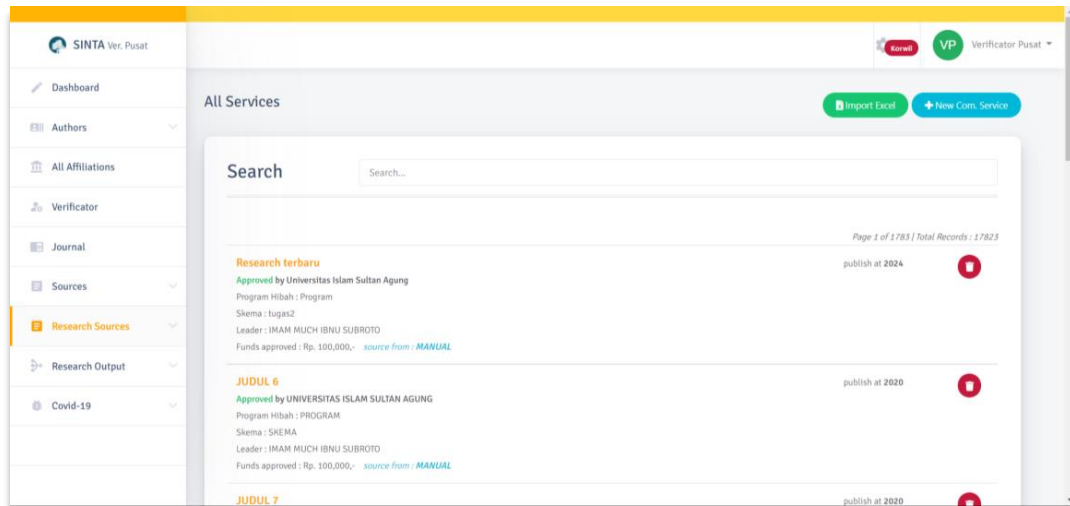 SINTA Ver. Pusat
Korwil
VP
Verificator Pusat
Dashboard
Authors
All Affiliations
Verificator
Journal
Sources
Research Sources
Research Output
Covid-19
All Services
Import Excel
New Com. Service
Search
Search...
Page 1 of 1783 | Total Records : 17823
Research terbaru
publish at 2024
Approved by Universitas Islam Sultan Agung
Program Hibah : Program
Skema : tugas2
Leader : IMAM MUCH IBNU SUBROTO
Funds approved : Rp. 100,000,- source from : MANUAL
JUDUL 6
publish at 2020
Approved by UNIVERSITAS ISLAM SULTAN AGUNG
Program Hibah : PROGRAM
Skema : SKEMA
Leader : IMAM MUCH IBNU SUBROTO
Funds approved : Rp. 100,000,- source from : MANUAL
JUDUL 7
publish at 2020